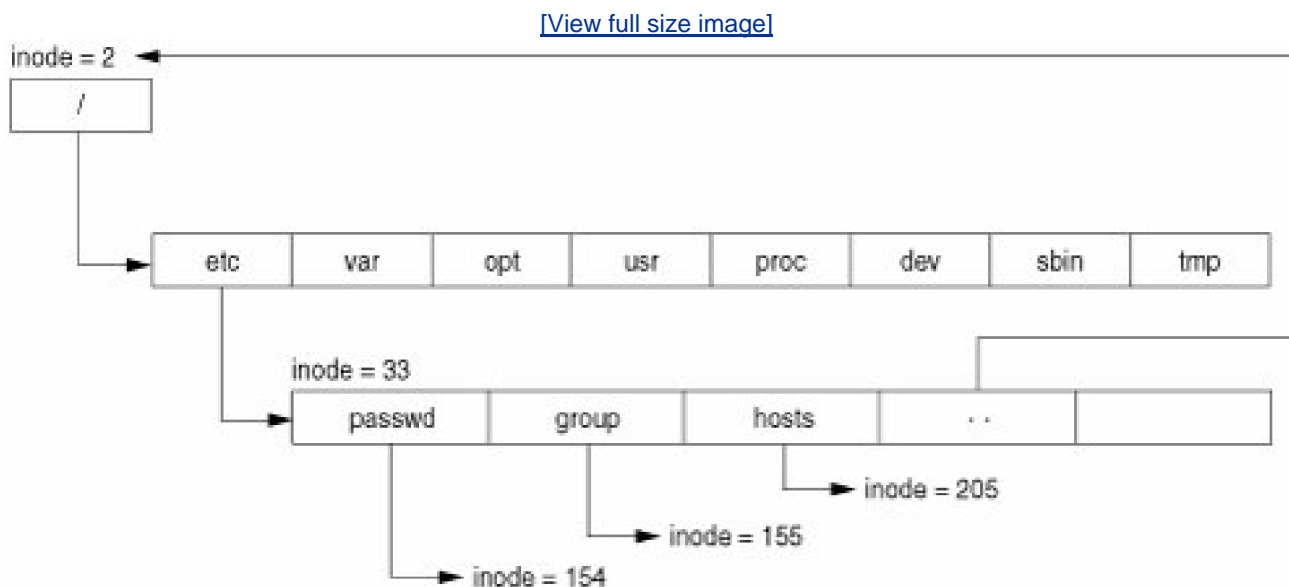 [View full size image]
inode = 2
/
etc var opt usr proc dev sbin tmp
inode = 33
passwd group hosts ..
inode = 205
inode = 155
inode = 154